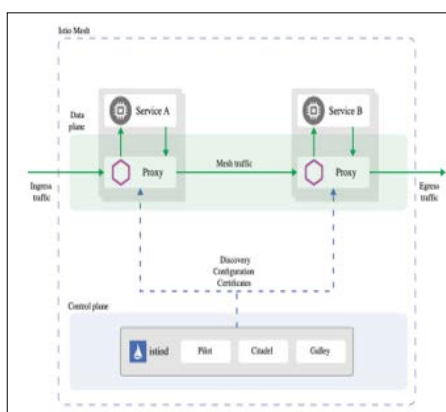 Istio Mesh
Service A
Service B
Data
plane
Proxy
Mesh traffic
Proxy
Ingress
traffic
Egress
traffic
Discovery
Configuration
Certificates
Control plane
istiod
Pilot
Citadel
Galley